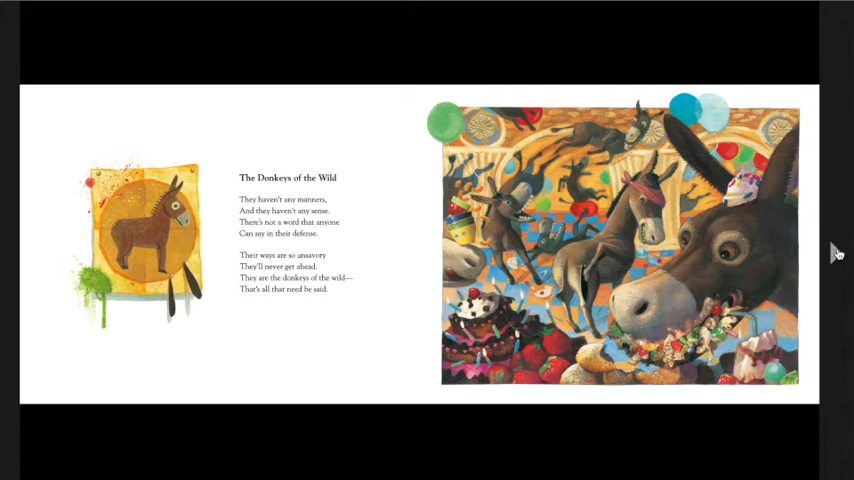 The Donkeys of the Wild
They haven't any manners,
And they haven't any sense.
There's not a word that anyone
Can say in their defense.
Their ways are so unsavory
They'll never get ahead.
They are the donkeys of the wild—
That's all that need be said.